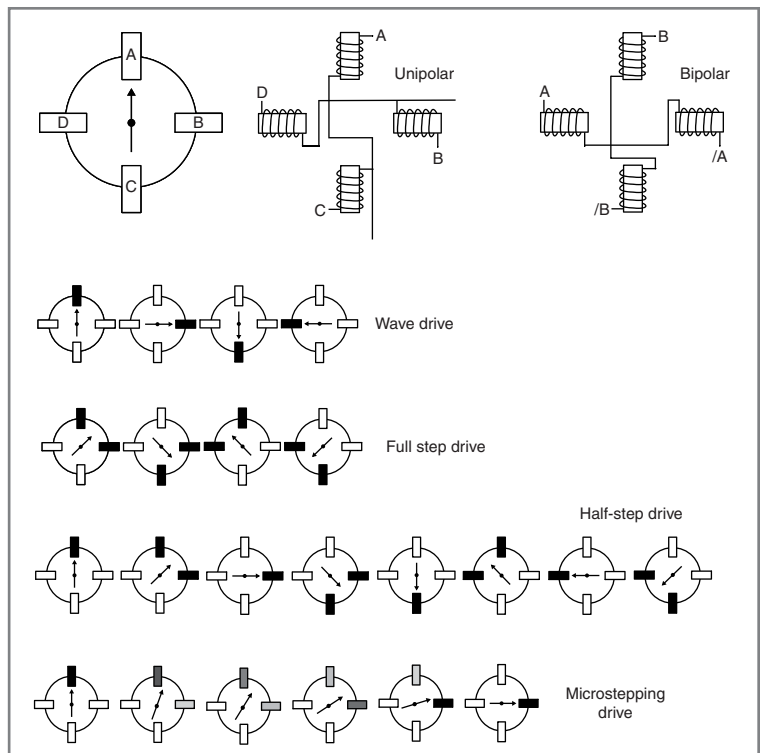 A
D
B
C
A
Unipolar
D
B
C
B
Bipolar
A
/A
/B
Wave drive
Full step drive
Half-step drive
Microstepping
drive